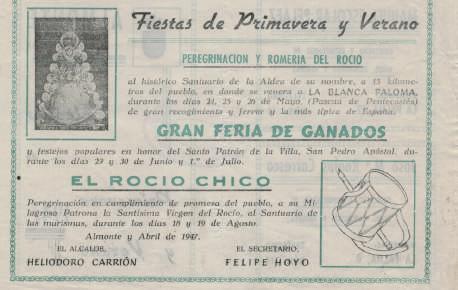 Fiestas de Primavera y Verano
PEREGRINACION Y ROMERIA DEL ROCIO
al histórico Santuario de la Aldea de su nombre, a 15 kilome-
tros del pueblo, en donde se venera a LA BLANCA PALOMA,
durante los días 24, 25 y 26 de Mayo, (Pascua de Pentecostés)
de gran recogimiento y fervor y la más típica de España.
GRAN FERIA DE GANADOS
y festejos populares en honor del Santo Patrón de la Villa, San Pedro Apóstol, du-
rante los días 29 y 30 de Junio y 1.º de Julio.
EL ROCIO CHICO
Peregrinación en cumplimiento de promesa del pueblo, a su Mi-
lagrosa Patrona la Santísima Virgen del Rocío, al Santuario de
las marismas, durante los días 18 y 19 de Agosto.
Almonte y Abril de 1947.
EL ALCALDE, EL SECRETARIO,
HELIODORO CARRIÓN FELIPE HOYO